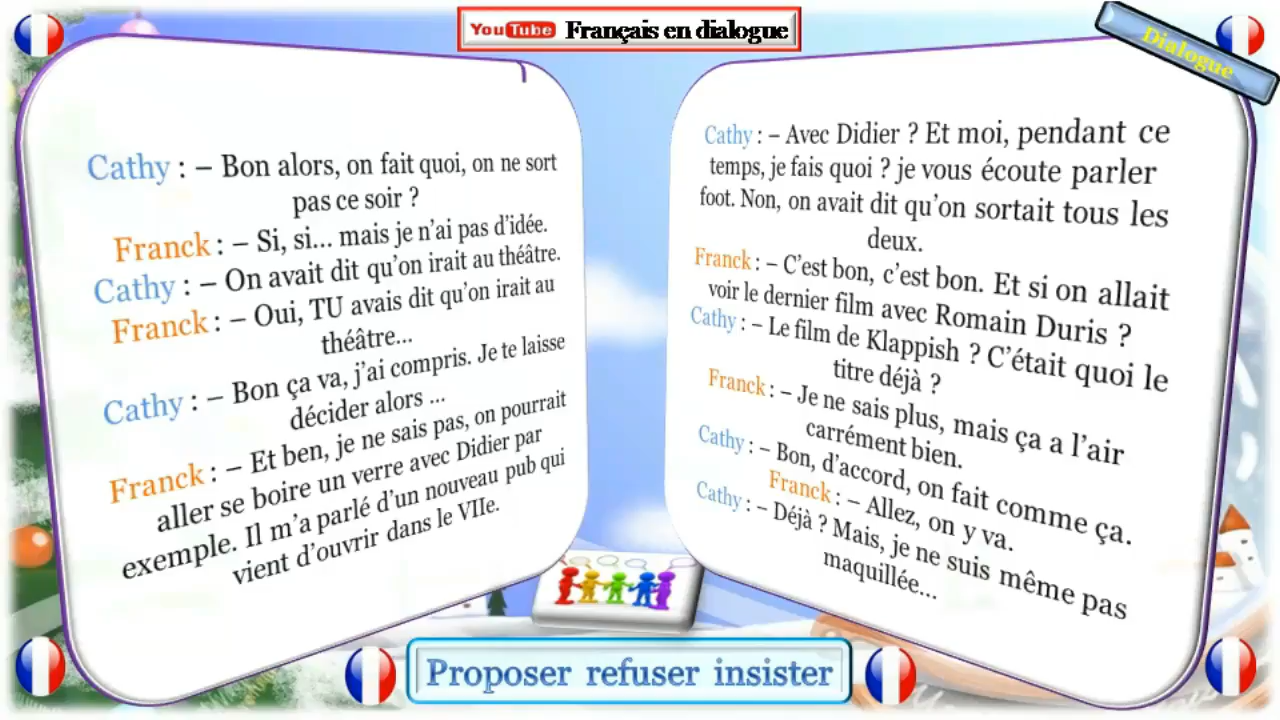 YouTube Français en dialogue
Dialogue
Cathy : – Bon alors, on fait quoi, on ne sort
pas ce soir ?
Franck : – Si, si... mais je n'ai pas d'idée.
Cathy : – On avait dit qu'on irait au théâtre.
Franck : – Oui, TU avais dit qu'on irait au
théâtre...
Cathy : – Bon ça va, j'ai compris. Je te laisse
décider alors ...
Franck : – Et ben, je ne sais pas, on pourrait
aller se boire un verre avec Didier par
exemple. Il m'a parlé d'un nouveau pub qui
vient d'ouvrir dans le VIIe.
Cathy : – Avec Didier ? Et moi, pendant ce
temps, je fais quoi ? je vous écoute parler
foot. Non, on avait dit qu'on sortait tous les
deux.
Franck : – C'est bon, c'est bon. Et si on allait
voir le dernier film avec Romain Duris ?
Cathy : – Le film de Klappish ? C'était quoi le
titre déjà ?
Franck : – Je ne sais plus, mais ça a l'air
carrément bien.
Cathy : – Bon, d'accord, on fait comme ça.
Franck : – Allez, on y va.
Cathy : – Déjà ? Mais, je ne suis même pas
maquillée...
Proposer refuser insister